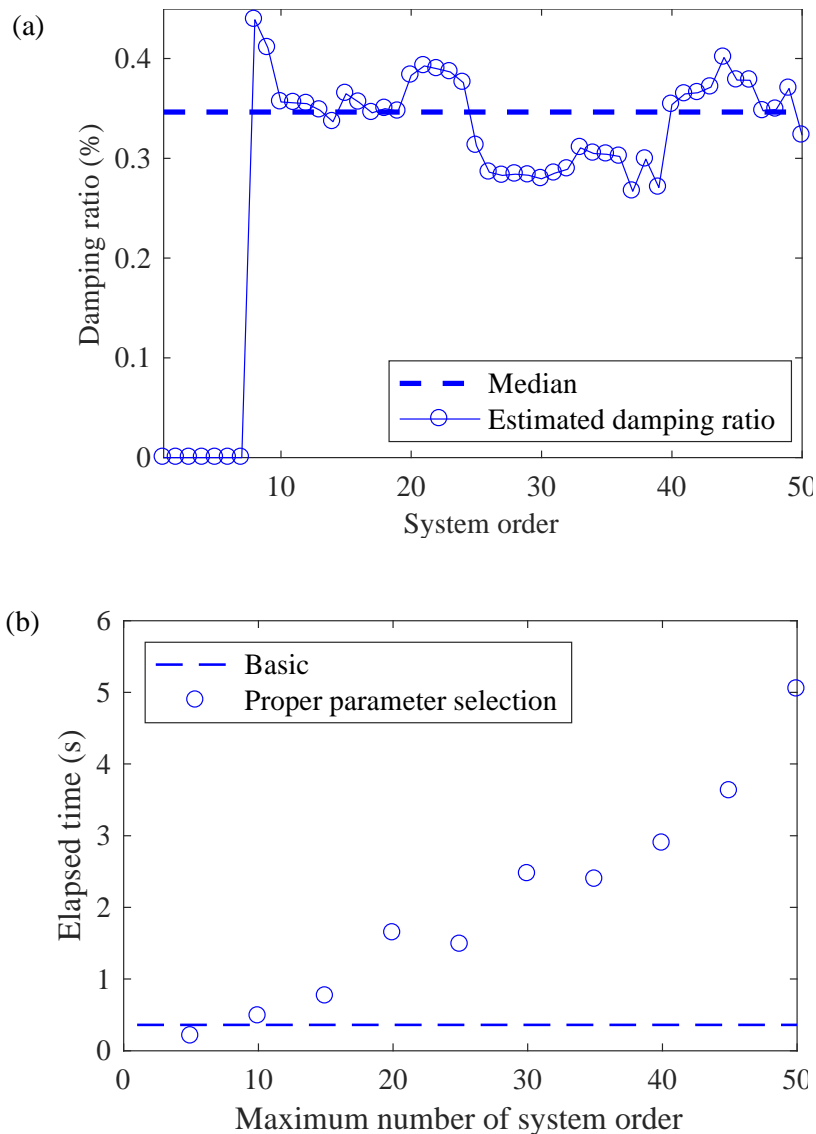 (a)
0.4
0.3
0.2
0.1
0
Damping ratio (%)
Median
Estimated damping ratio
10
20
30
40
50
System order
(b)
6
5
4
3
2
1
0
Elapsed time (s)
Basic
Proper parameter selection
0
10
20
30
40
50
Maximum number of system order